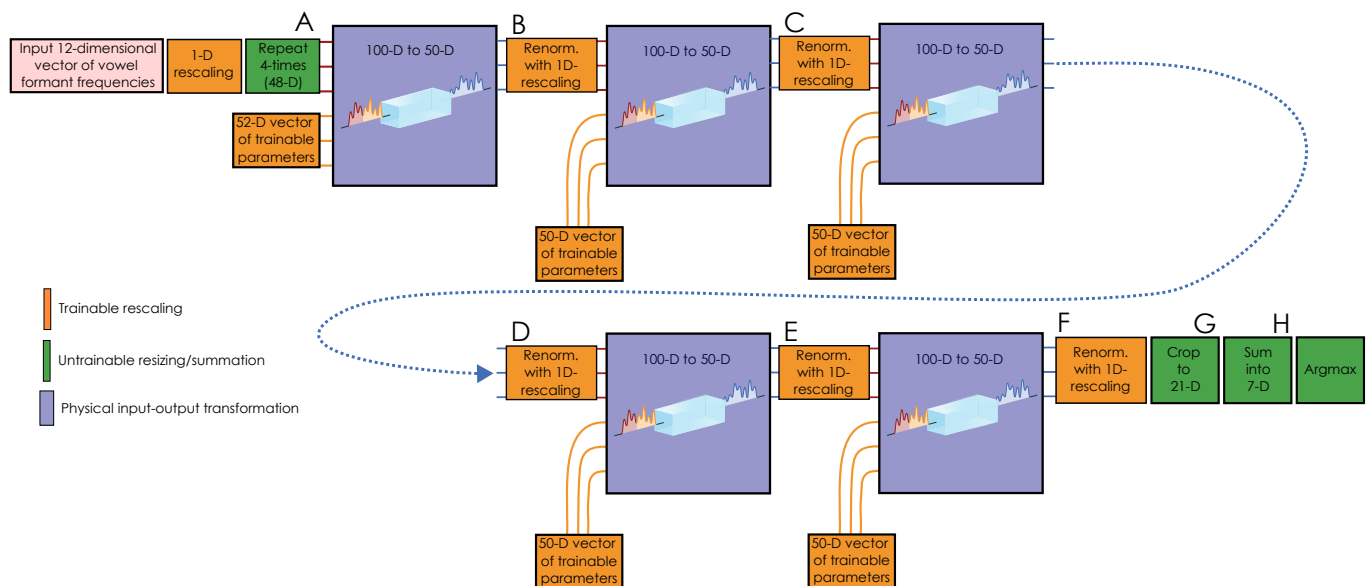 A
B
C
Input 12-dimensional
vector of vowel
formant frequencies
1-D
rescaling
Repeat
4-times
(48-D)
100-D to 50-D
Renorm.
with 1D-
rescaling
100-D to 50-D
Renorm.
with 1D-
rescaling
100-D to 50-D
52-D vector
of trainable
parameters
50-D vector
of trainable
parameters
50-D vector
of trainable
parameters
Trainable rescaling
Untrainable resizing/summation
Physical input-output transformation
D
E
F
G
H
Renorm.
with 1D-
rescaling
100-D to 50-D
Renorm.
with 1D-
rescaling
100-D to 50-D
Renorm.
with 1D-
rescaling
Crop
to
21-D
Sum
into
7-D
Argmax
50-D vector
of trainable
parameters
50-D vector
of trainable
parameters